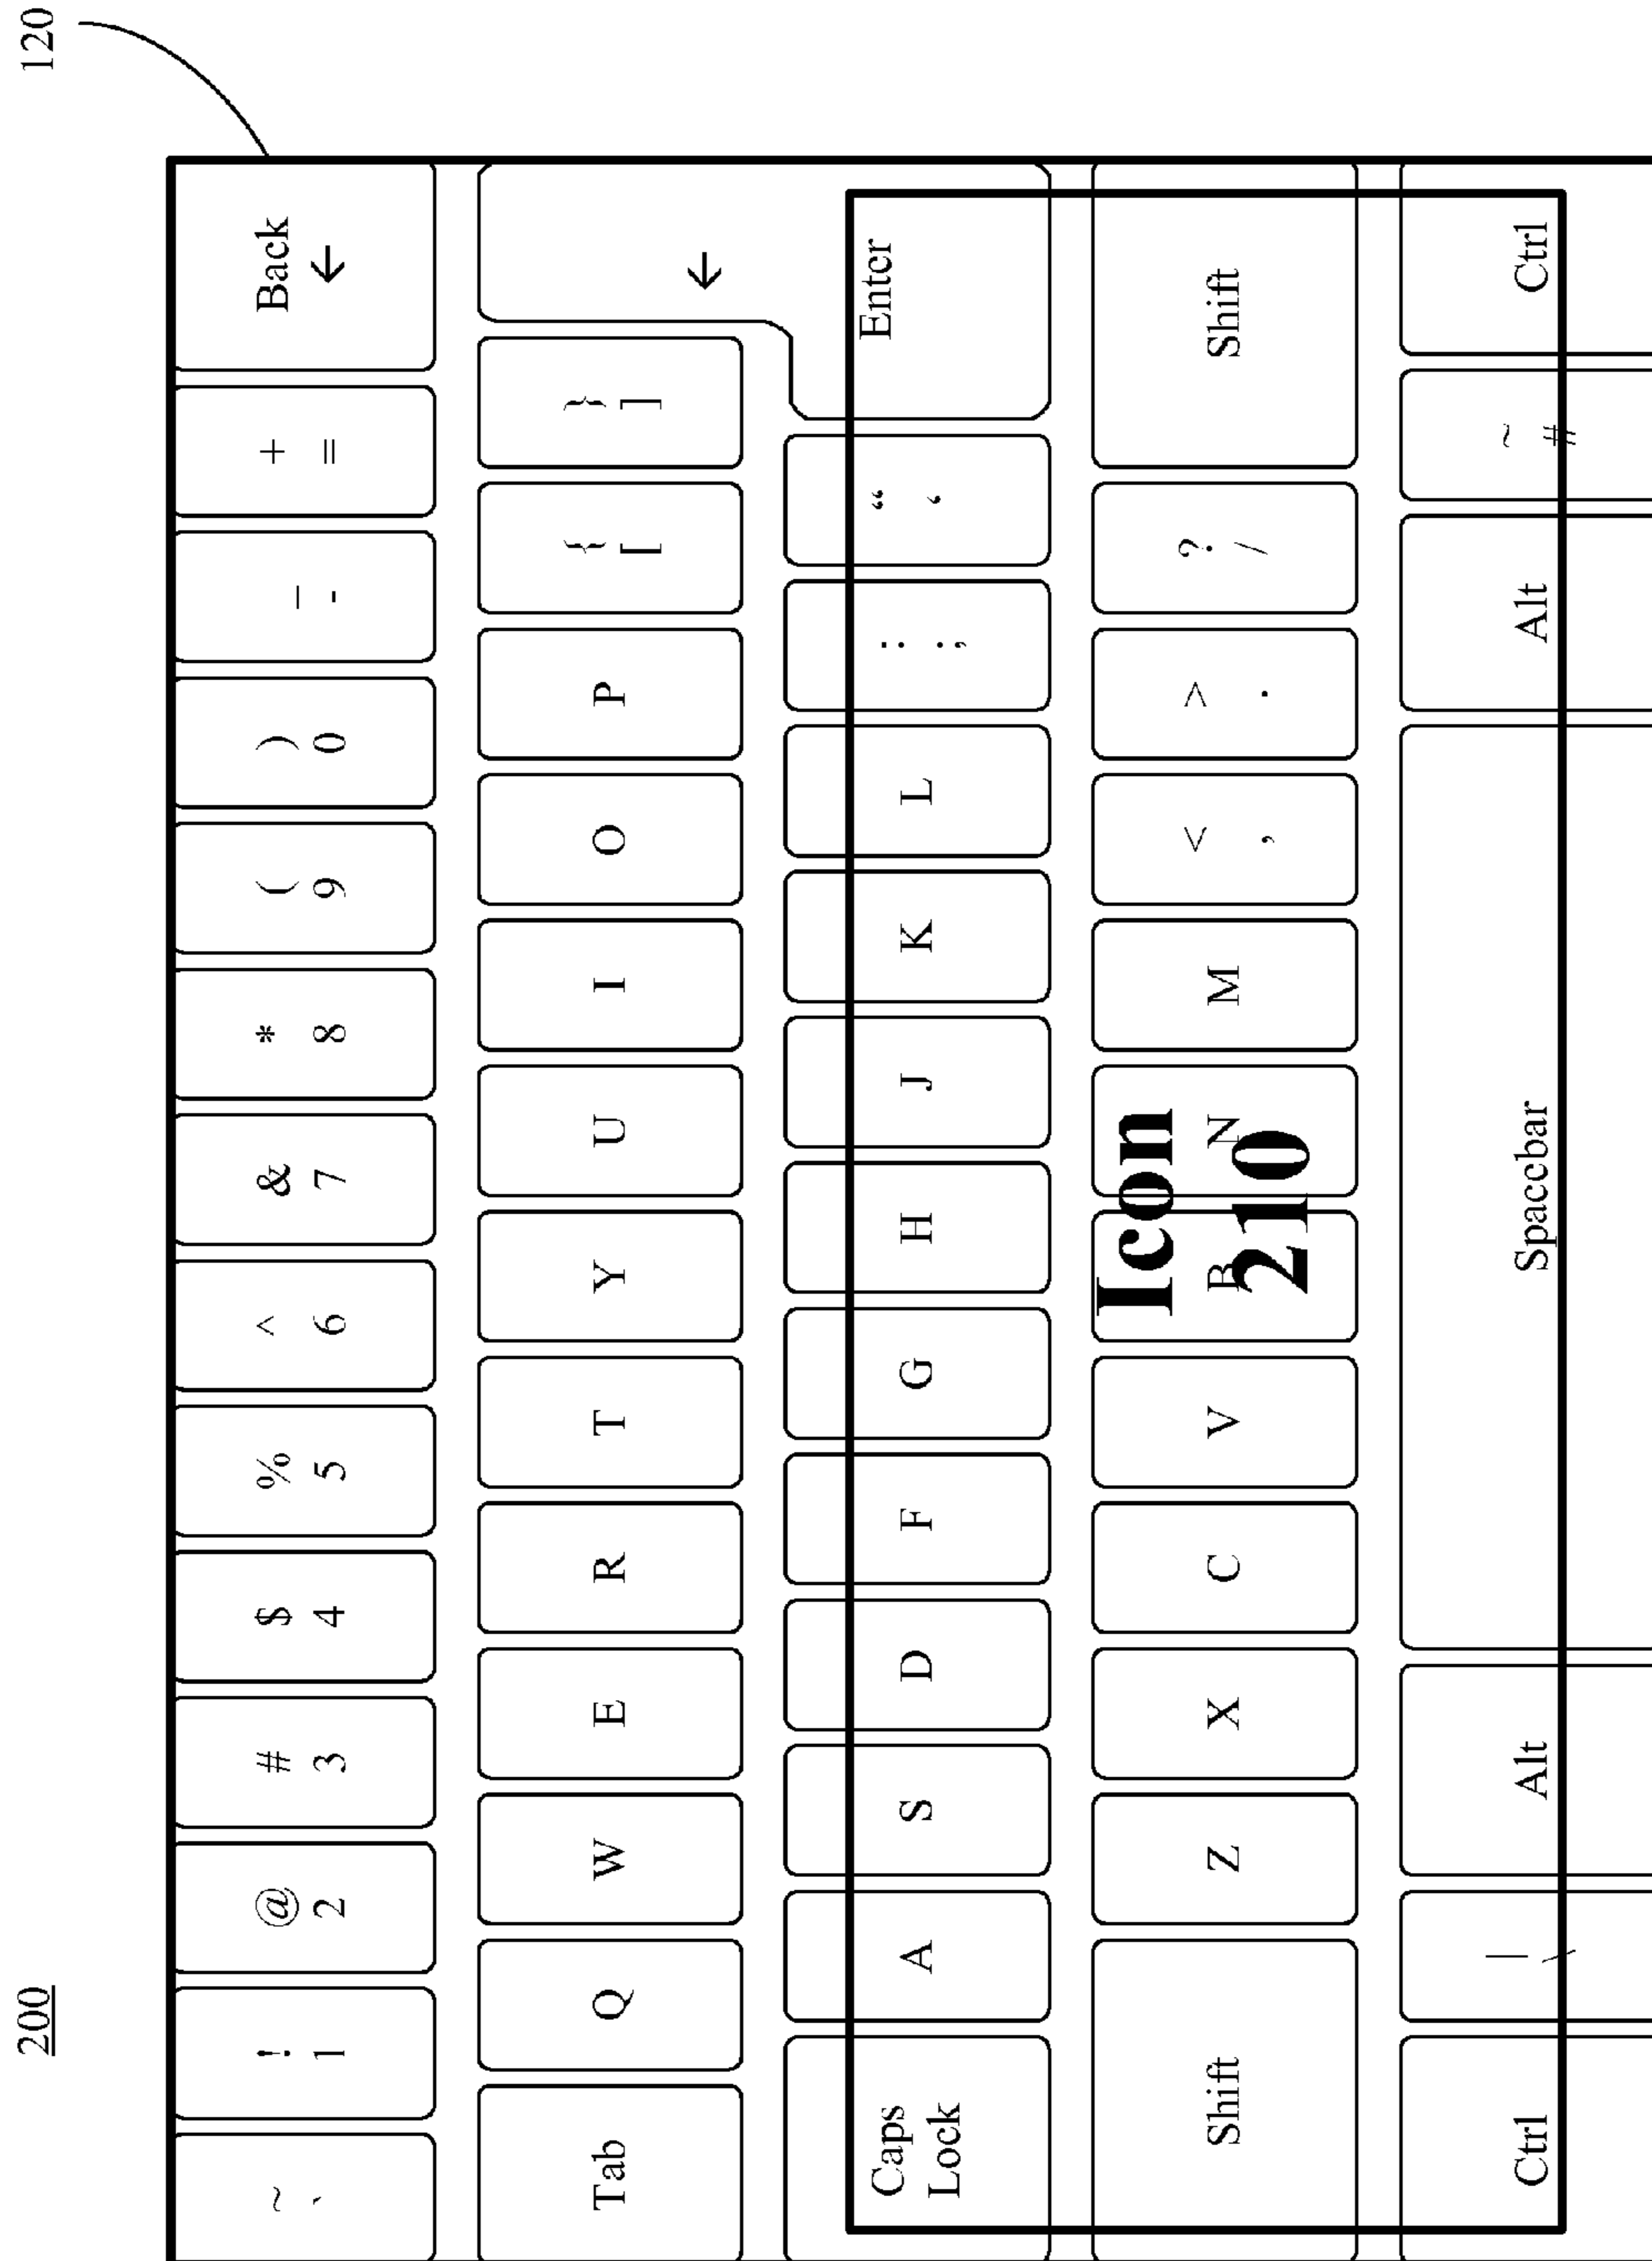 200
120
~ ! @ # $ % ^ & * ( ) _ + Back
` 1 2 3 4 5 6 7 8 9 0 - = ←
Tab Q W E R T Y U I O P { }
[ ] ←
Caps Lock A S D F G H J K L : “ Enter
; ‘
Shift Z X C V B N M < > ? Shift
, . /
Icon
210
Ctrl | Alt Spacebar Alt ~ Ctrl
\ #